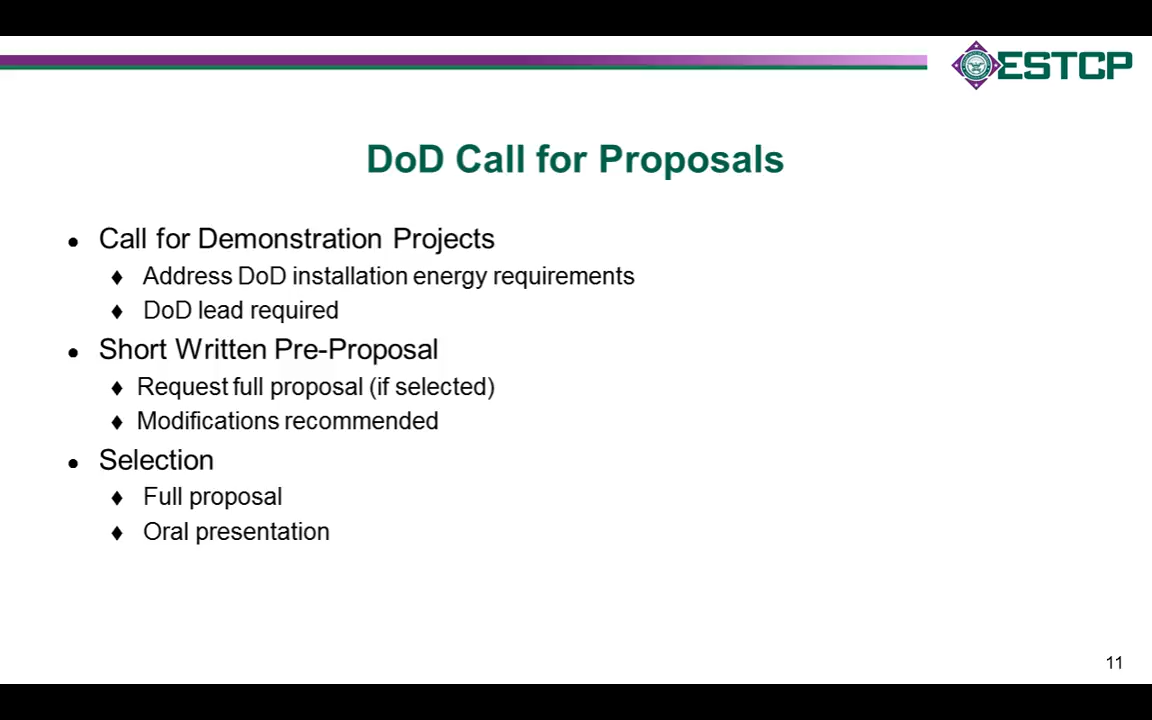 ESTCP
DoD Call for Proposals
● Call for Demonstration Projects
♦ Address DoD installation energy requirements
♦ DoD lead required
● Short Written Pre-Proposal
♦ Request full proposal (if selected)
♦ Modifications recommended
● Selection
♦ Full proposal
♦ Oral presentation
11